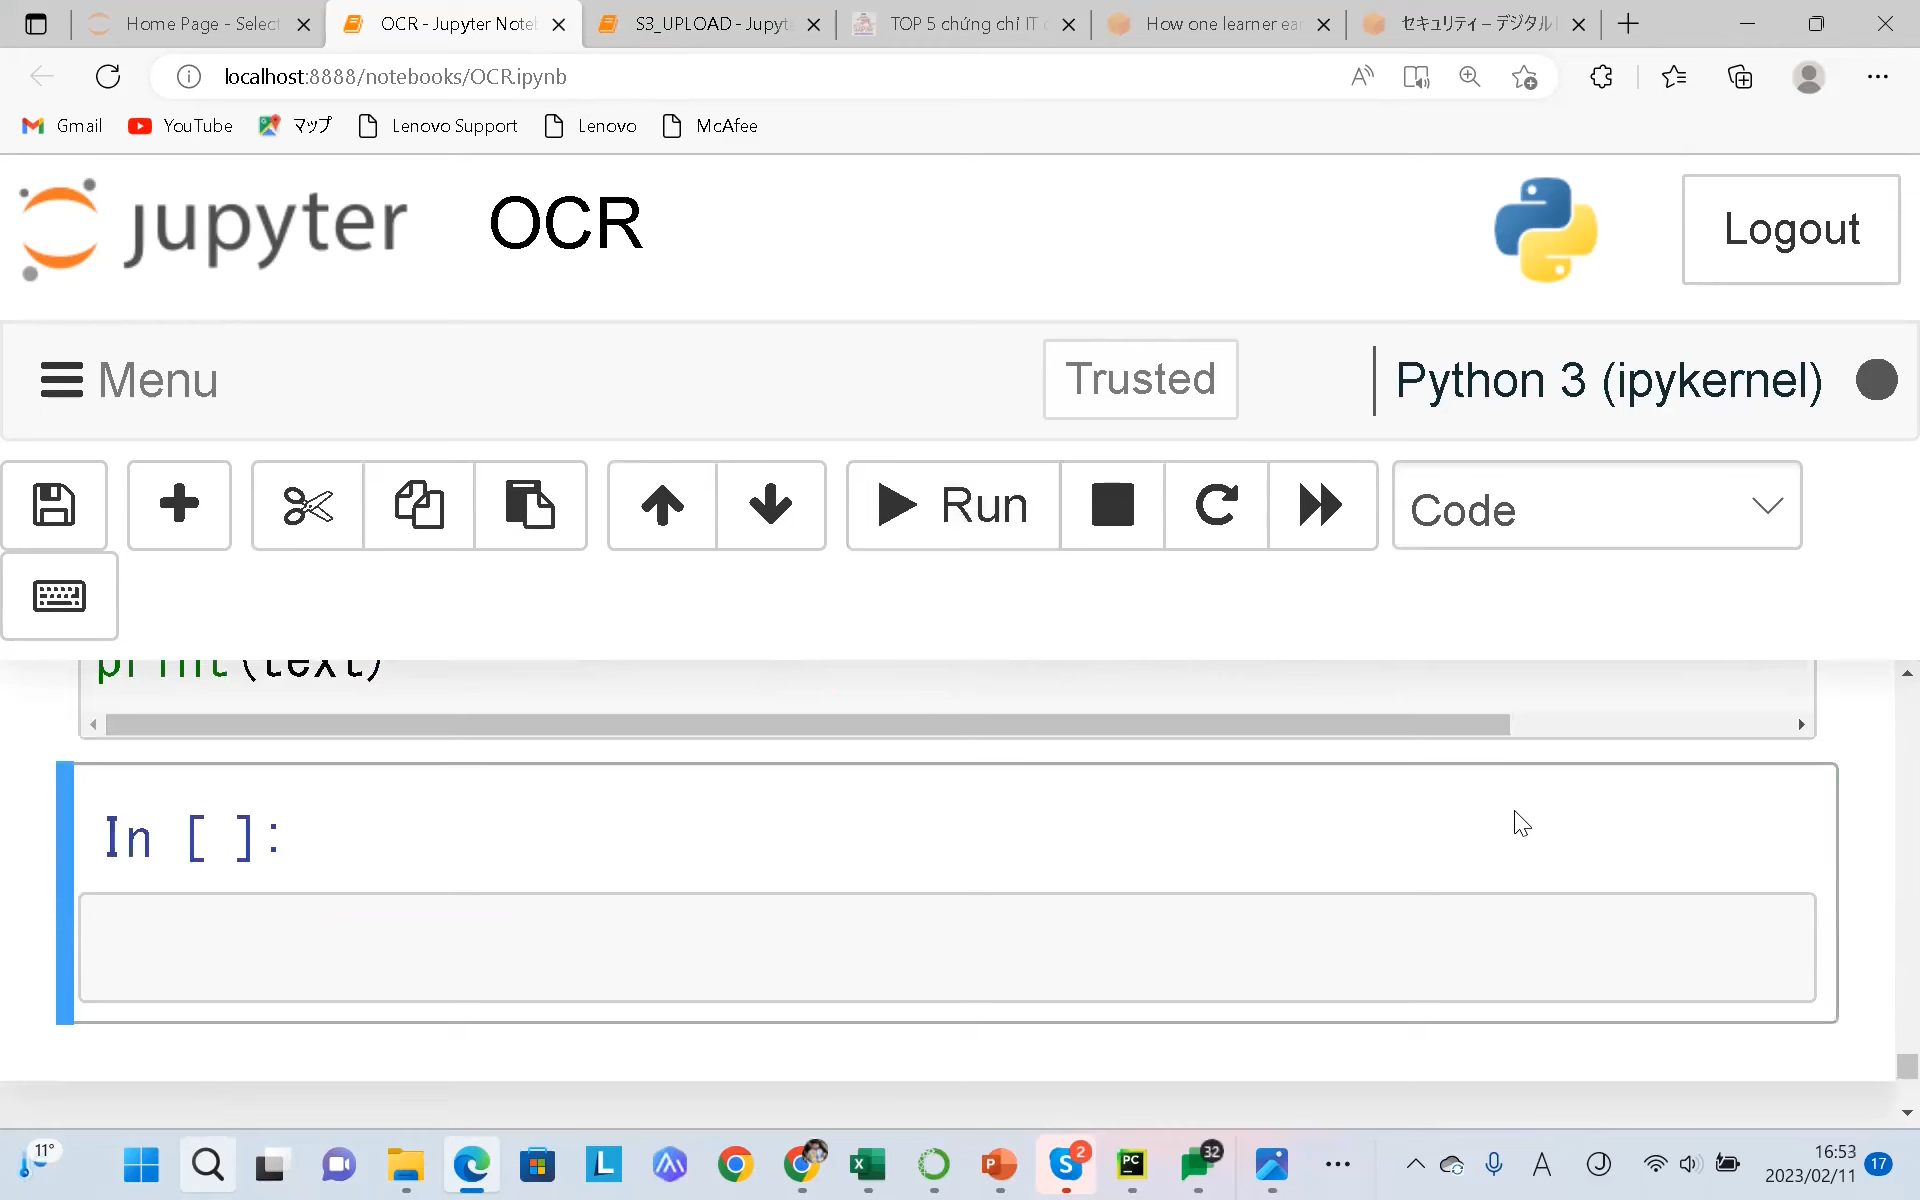 Home Page - Select
OCR - Jupyter Note
S3_UPLOAD - Jupyt
TOP 5 chứng chỉ IT
How one learner ear
セキュリティ – デジタル
localhost:8888/notebooks/OCR.ipynb
Gmail
YouTube
マップ
Lenovo Support
Lenovo
McAfee
jupyter
OCR
Logout
Menu
Trusted
Python 3 (ipykernel)
Run
Code
print(text)
In [ ]:
11°
2
32
16:53
2023/02/11
17